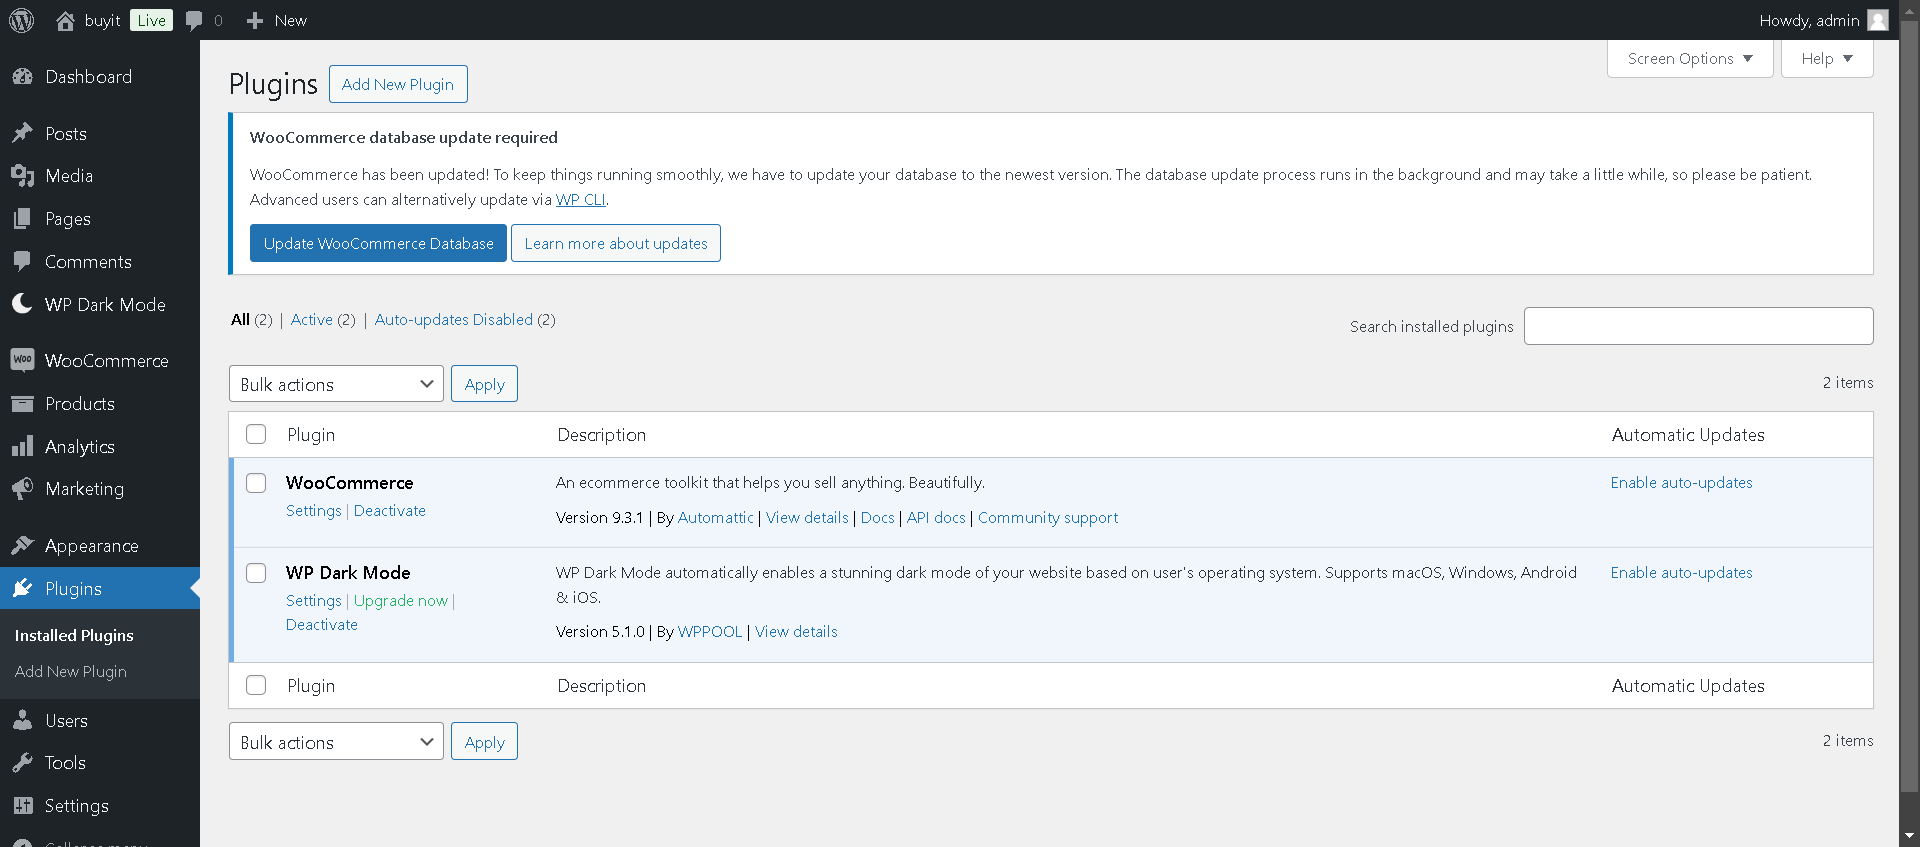 buyit Live 0 New Howdy, admin
Dashboard
Posts
Media
Pages
Comments
WP Dark Mode
Woo WooCommerce
Products
Analytics
Marketing
Appearance
Plugins
Installed Plugins
Add New Plugin
Users
Tools
Settings
Collapse menu
Screen Options Help
Plugins Add New Plugin
WooCommerce database update required
WooCommerce has been updated! To keep things running smoothly, we have to update your database to the newest version. The database update process runs in the background and may take a little while, so please be patient.
Advanced users can alternatively update via WP CLI.
Update WooCommerce Database Learn more about updates
All (2) | Active (2) | Auto-updates Disabled (2)
Search installed plugins
Bulk actions Apply 2 items
Plugin Description Automatic Updates
WooCommerce An ecommerce toolkit that helps you sell anything. Beautifully. Enable auto-updates
Settings | Deactivate Version 9.3.1 | By Automattic | View details | Docs | API docs | Community support
WP Dark Mode WP Dark Mode automatically enables a stunning dark mode of your website based on user's operating system. Supports macOS, Windows, Android Enable auto-updates
Settings | Upgrade now | & iOS.
Deactivate Version 5.1.0 | By WPPOOL | View details
Plugin Description Automatic Updates
Bulk actions Apply 2 items